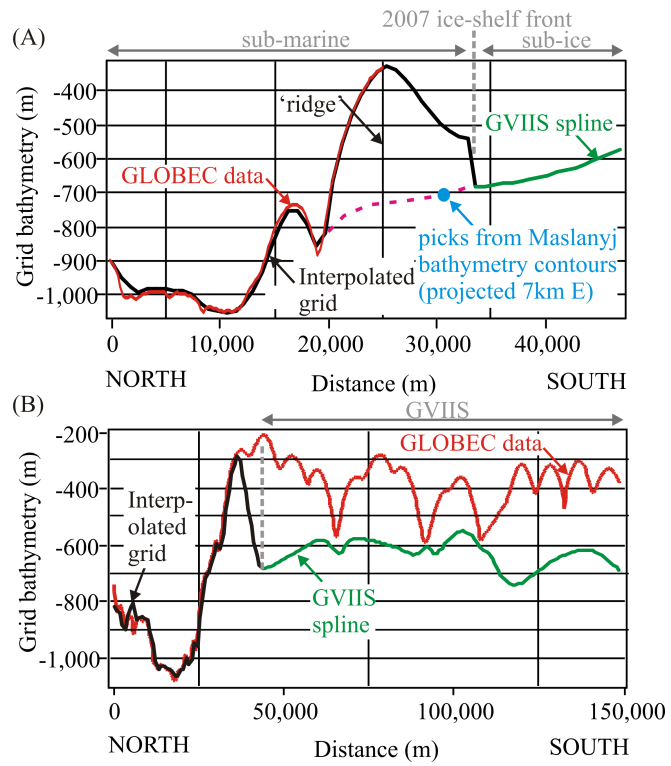 2007 ice-shelf front
(A)
sub-marine
sub-ice
Grid bathymetry (m)
-400
-500
-600
-700
-800
-900
-1,000
'ridge'
GVIIS spline
GLOBEC data
Interpolated
grid
picks from Maslanyj
bathymetry contours
(projected 7km E)
0
10,000
20,000
30,000
40,000
NORTH
Distance (m)
SOUTH
(B)
GVIIS
Grid bathymetry (m)
-200
-400
-600
-800
-1,000
GLOBEC data
Interp-
olated
grid
GVIIS
spline
0
50,000
100,000
150,000
NORTH
Distance (m)
SOUTH